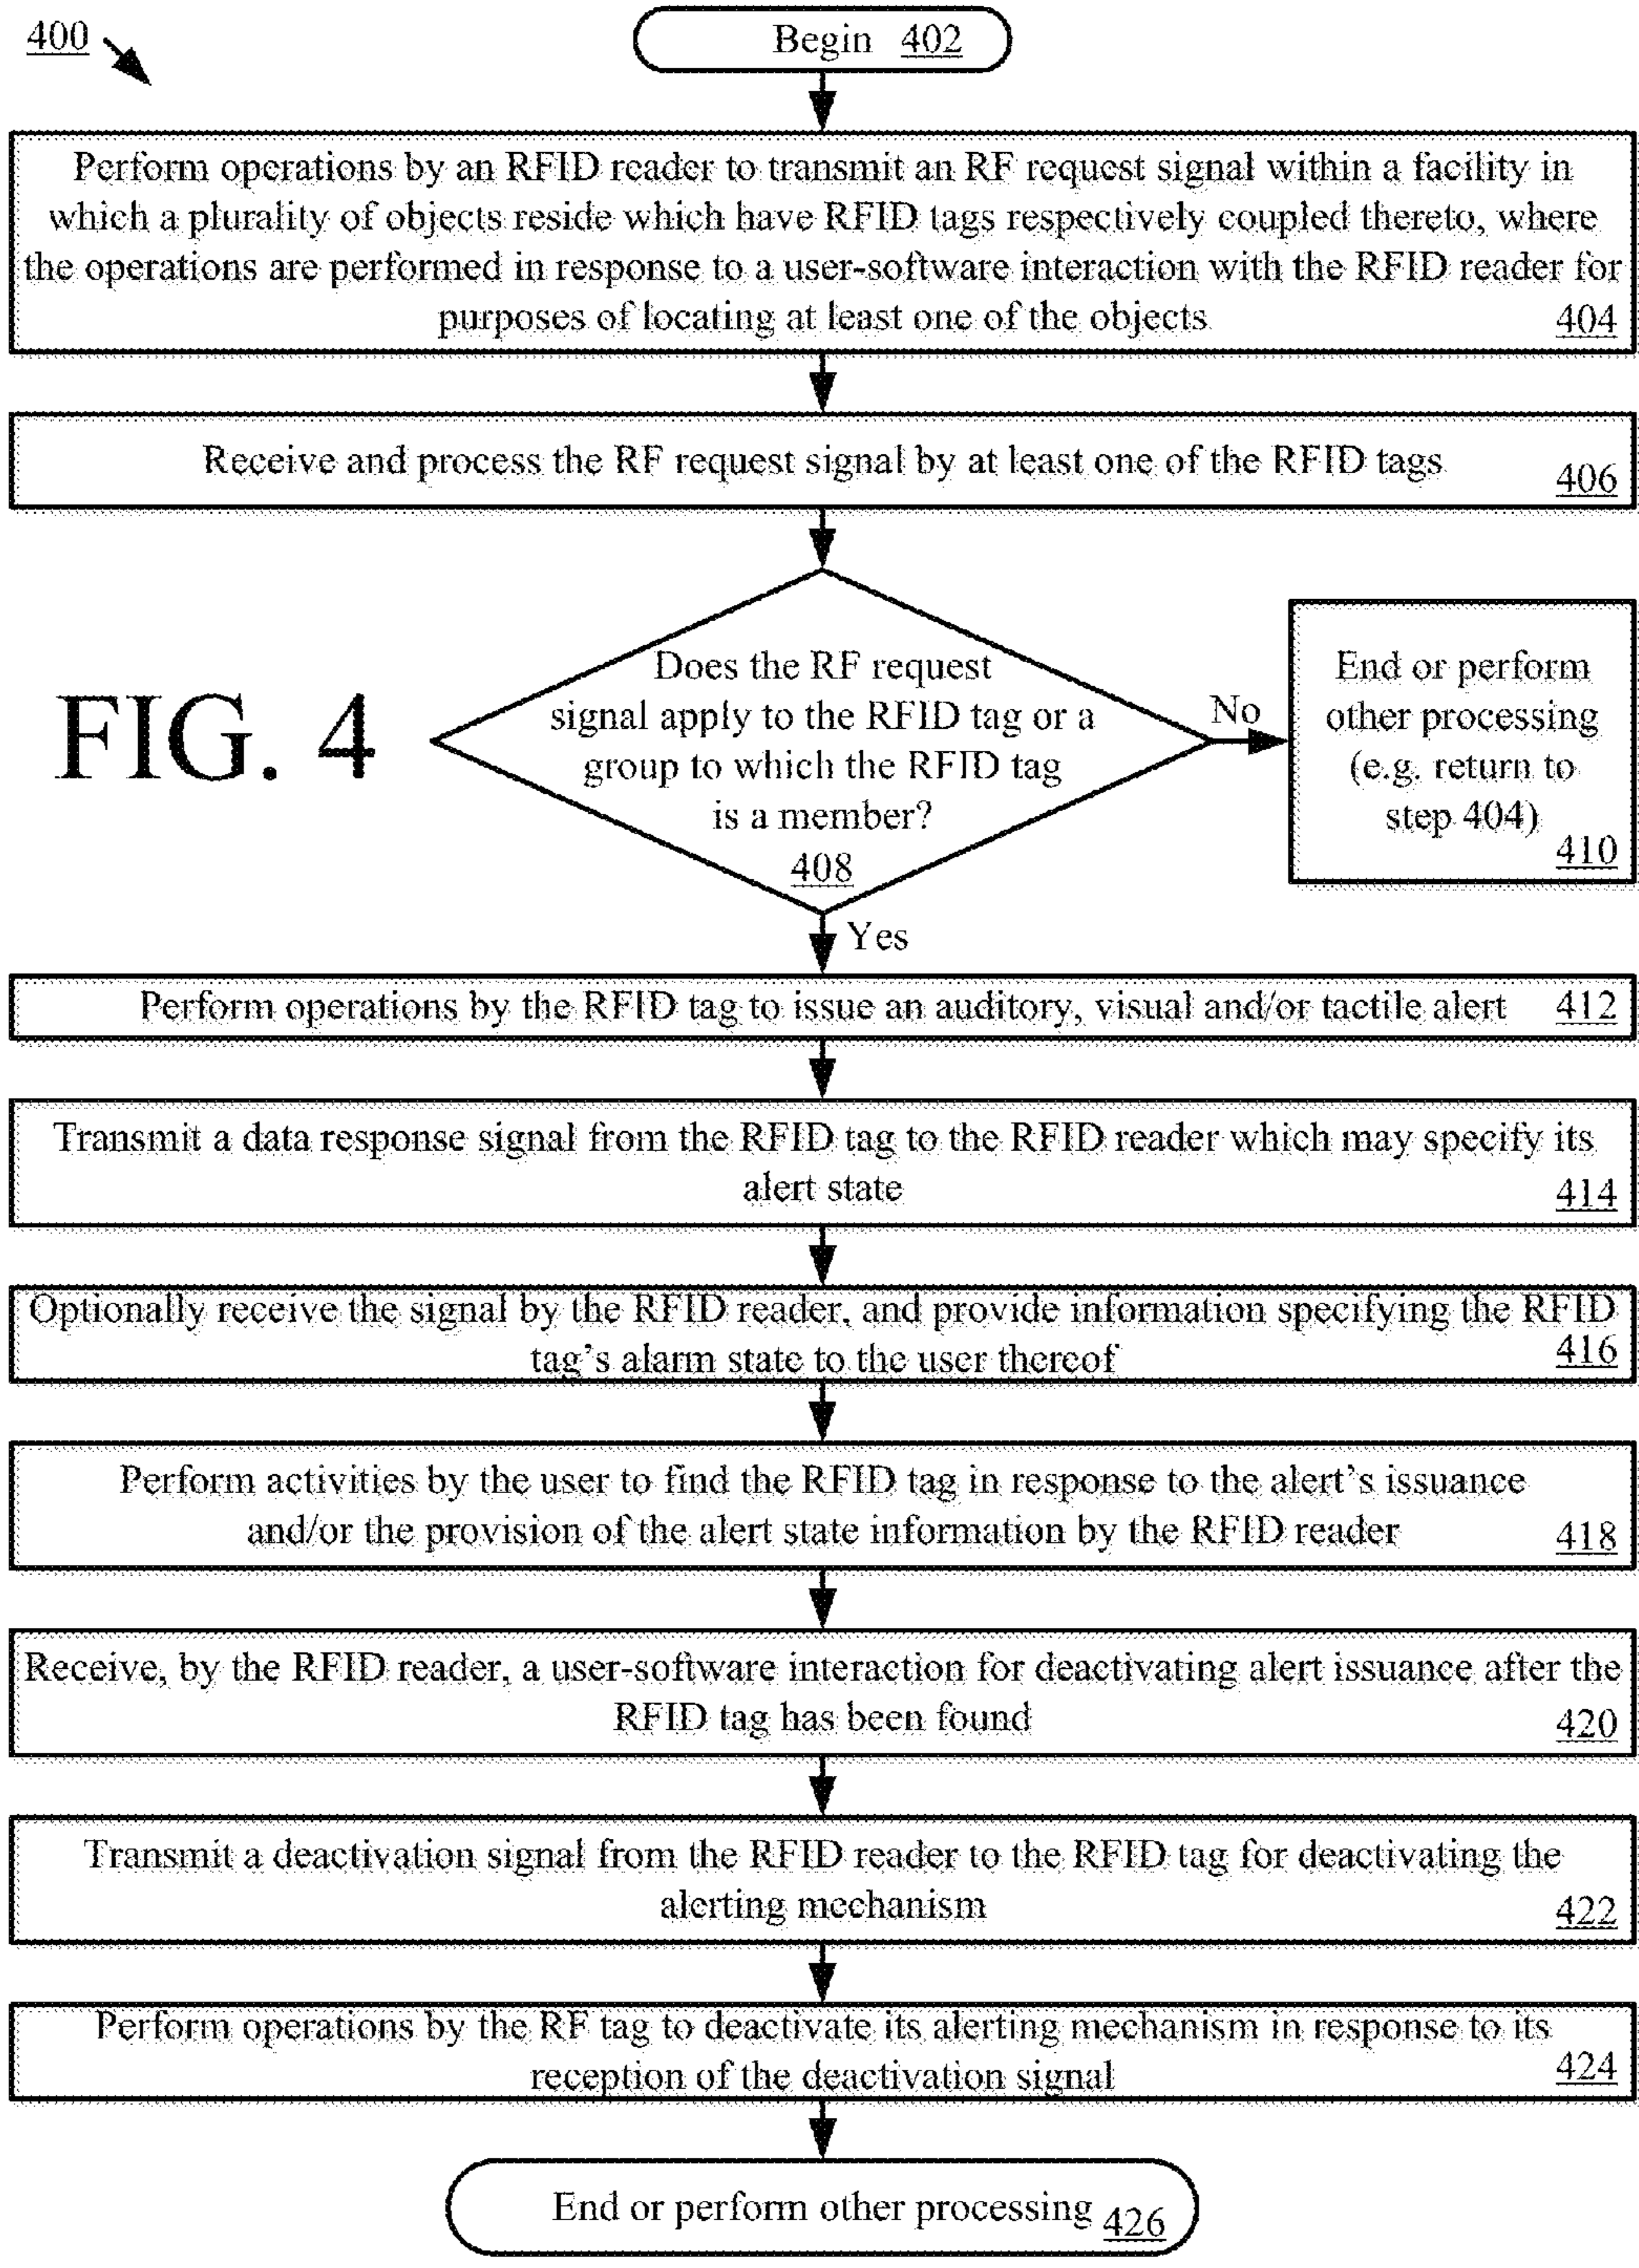 400
Begin 402
Perform operations by an RFID reader to transmit an RF request signal within a facility in
which a plurality of objects reside which have RFID tags respectively coupled thereto, where
the operations are performed in response to a user-software interaction with the RFID reader for
purposes of locating at least one of the objects
404
Receive and process the RF request signal by at least one of the RFID tags
406
FIG. 4
Does the RF request
signal apply to the RFID tag or a
group to which the RFID tag
is a member?
408
No
End or perform
other processing
(e.g. return to
step 404)
410
Yes
Perform operations by the RFID tag to issue an auditory, visual and/or tactile alert 412
Transmit a data response signal from the RFID tag to the RFID reader which may specify its
alert state
414
Optionally receive the signal by the RFID reader, and provide information specifying the RFID
tag's alarm state to the user thereof
416
Perform activities by the user to find the RFID tag in response to the alert's issuance
and/or the provision of the alert state information by the RFID reader
418
Receive, by the RFID reader, a user-software interaction for deactivating alert issuance after the
RFID tag has been found
420
Transmit a deactivation signal from the RFID reader to the RFID tag for deactivating the
alerting mechanism
422
Perform operations by the RF tag to deactivate its alerting mechanism in response to its
reception of the deactivation signal
424
End or perform other processing 426